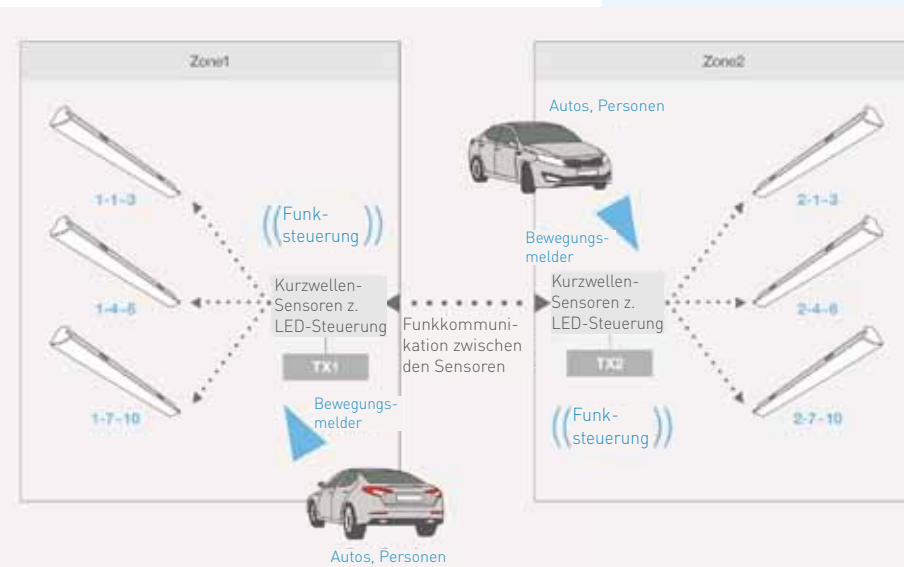 Zone1
1-1~3
1-4~6
1-7~10
Funk-
steuerung
Kurzwellen-
Sensoren z.
LED-Steuerung
TX1
Bewegungs-
melder
Autos, Personen
Funkkommuni-
kation zwischen
den Sensoren
Zone2
Autos, Personen
Bewegungs-
melder
Kurzwellen-
Sensoren z.
LED-Steuerung
TX2
Funk-
steuerung
2-1~3
2-4~6
2-7~10